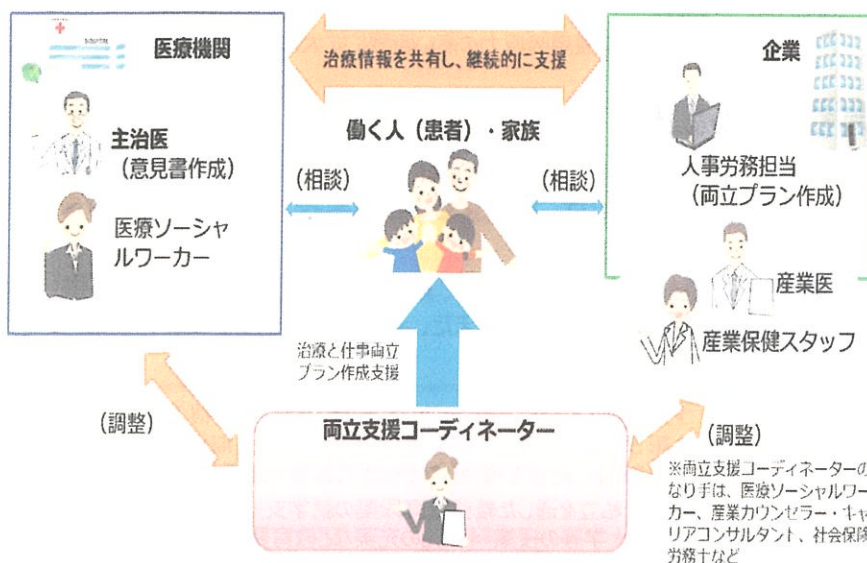 医療機関
治療情報を共有し、継続的に支援
企業
働く人（患者）・家族
主治医
（意見書作成）
（相談）
（相談）
人事労務担当
（両立プラン作成）
医療ソーシャ
ルワーカー
産業医
産業保健スタッフ
治療と仕事両立
プラン作成支援
（調整）
両立支援コーディネーター
（調整）
※両立支援コーディネーターの
なり手は、医療ソーシャルワー
カー、産業カウンセラー・キャ
リアコンサルタント、社会保険
労務士など